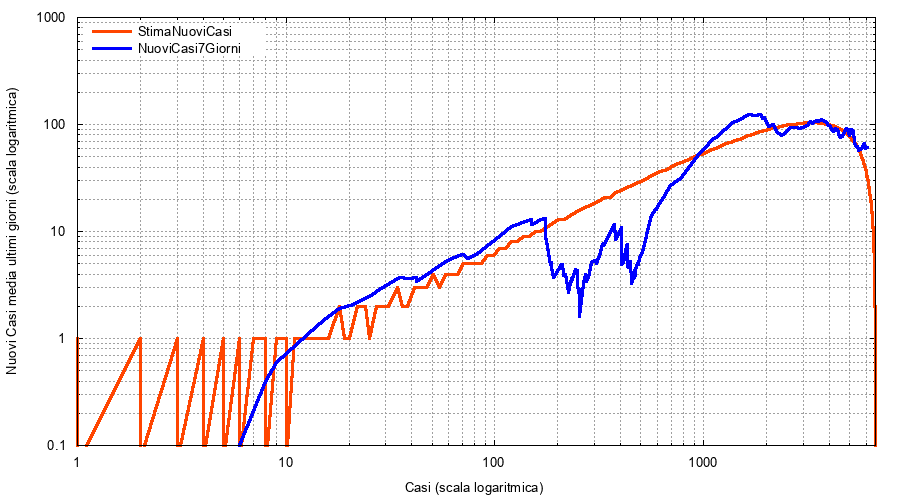 1000
StimaNuoviCasi
NuoviCasi7Giorni
100
10
1
0.1
1
10
100
1000
Nuovi Casi media ultimi giorni (scala logaritmica)
Casi (scala logaritmica)